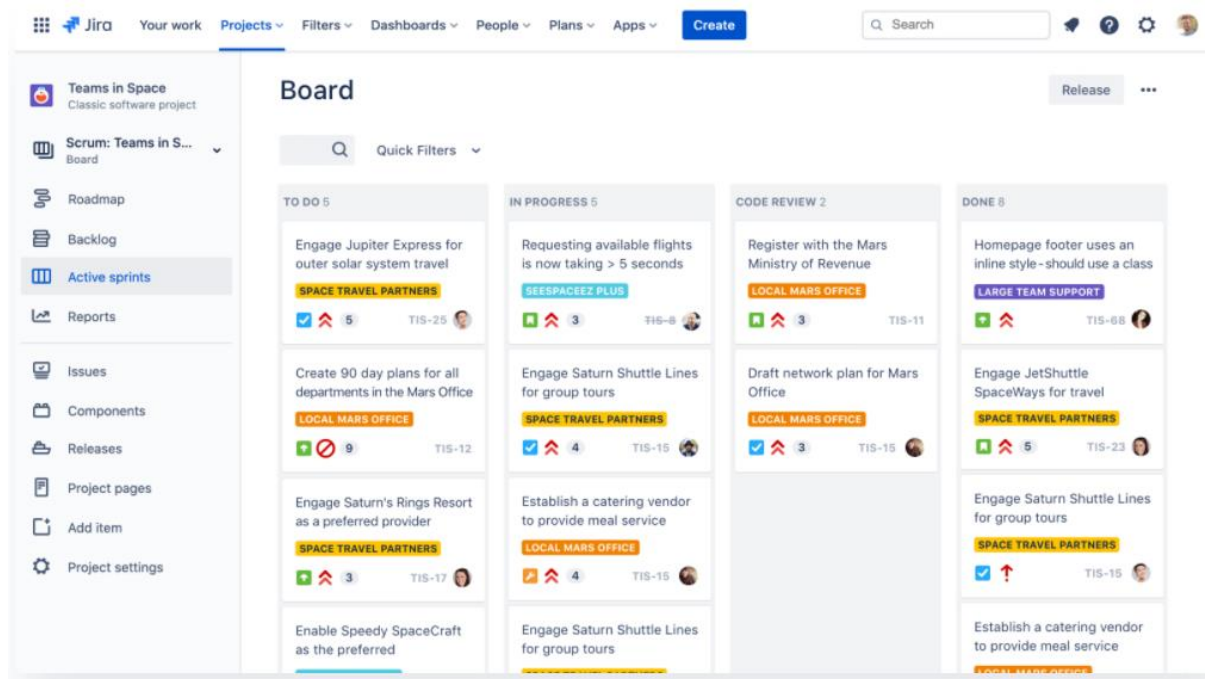 Jira
Your work
Projects
Filters
Dashboards
People
Plans
Apps
Create
Search
Teams in Space
Classic software project
Scrum: Teams in S...
Board
Roadmap
Backlog
Active sprints
Reports
Issues
Components
Releases
Project pages
Add item
Project settings
Board
Release
Quick Filters
TO DO 5
Engage Jupiter Express for
outer solar system travel
SPACE TRAVEL PARTNERS
5 TIS-25
Create 90 day plans for all
departments in the Mars Office
LOCAL MARS OFFICE
9 TIS-12
Engage Saturn's Rings Resort
as a preferred provider
SPACE TRAVEL PARTNERS
3 TIS-17
Enable Speedy SpaceCraft
as the preferred
IN PROGRESS 5
Requesting available flights
is now taking > 5 seconds
SEESPACEEZ PLUS
3 TIS-8
Engage Saturn Shuttle Lines
for group tours
SPACE TRAVEL PARTNERS
4 TIS-15
Establish a catering vendor
to provide meal service
LOCAL MARS OFFICE
4 TIS-15
Engage Saturn Shuttle Lines
for group tours
SPACE TRAVEL PARTNERS
CODE REVIEW 2
Register with the Mars
Ministry of Revenue
LOCAL MARS OFFICE
3 TIS-11
Draft network plan for Mars
Office
LOCAL MARS OFFICE
3 TIS-15
DONE 8
Homepage footer uses an
inline style-should use a class
LARGE TEAM SUPPORT
TIS-68
Engage JetShuttle
SpaceWays for travel
SPACE TRAVEL PARTNERS
5 TIS-23
Engage Saturn Shuttle Lines
for group tours
SPACE TRAVEL PARTNERS
TIS-15
Establish a catering vendor
to provide meal service
LOCAL MARS OFFICE